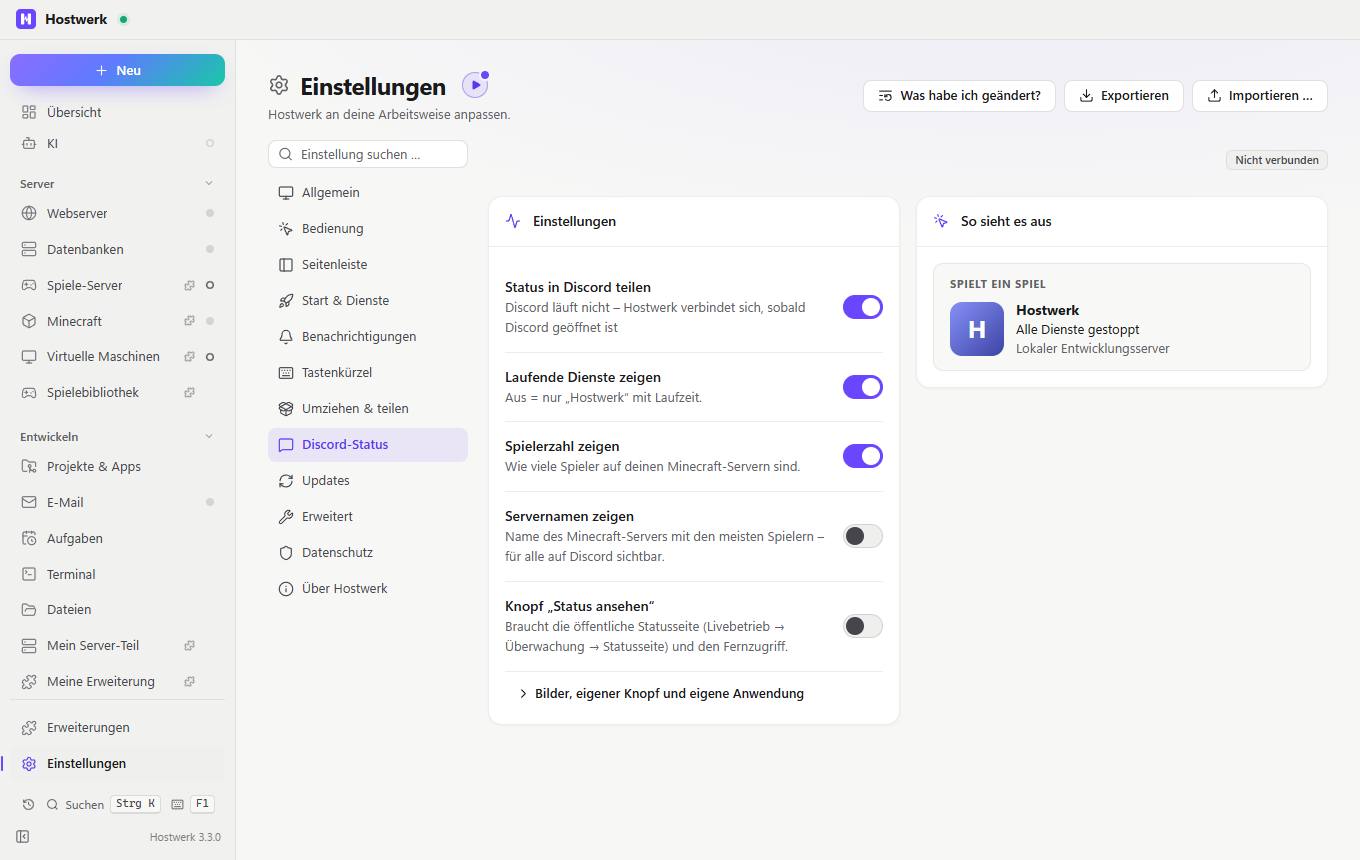 Hostwerk
Neu
Übersicht
KI
Server
Webserver
Datenbanken
Spiele-Server
Minecraft
Virtuelle Maschinen
Spielebibliothek
Entwickeln
Projekte & Apps
E-Mail
Aufgaben
Terminal
Dateien
Mein Server-Teil
Meine Erweiterung
Erweiterungen
Einstellungen
Suchen Strg K F1
Hostwerk 3.3.0
Einstellungen
Hostwerk an deine Arbeitsweise anpassen.
Was habe ich geändert?
Exportieren
Importieren ...
Einstellung suchen ...
Allgemein
Bedienung
Seitenleiste
Start & Dienste
Benachrichtigungen
Tastenkürzel
Umziehen & teilen
Discord-Status
Updates
Erweitert
Datenschutz
Über Hostwerk
Nicht verbunden
Einstellungen
Status in Discord teilen
Discord läuft nicht – Hostwerk verbindet sich, sobald
Discord geöffnet ist
Laufende Dienste zeigen
Aus = nur „Hostwerk“ mit Laufzeit.
Spielerzahl zeigen
Wie viele Spieler auf deinen Minecraft-Servern sind.
Servernamen zeigen
Name des Minecraft-Servers mit den meisten Spielern –
für alle auf Discord sichtbar.
Knopf „Status ansehen“
Braucht die öffentliche Statusseite (Livebetrieb →
Überwachung → Statusseite) und den Fernzugriff.
Bilder, eigener Knopf und eigene Anwendung
So sieht es aus
SPIELT EIN SPIEL
H
Hostwerk
Alle Dienste gestoppt
Lokaler Entwicklungsserver